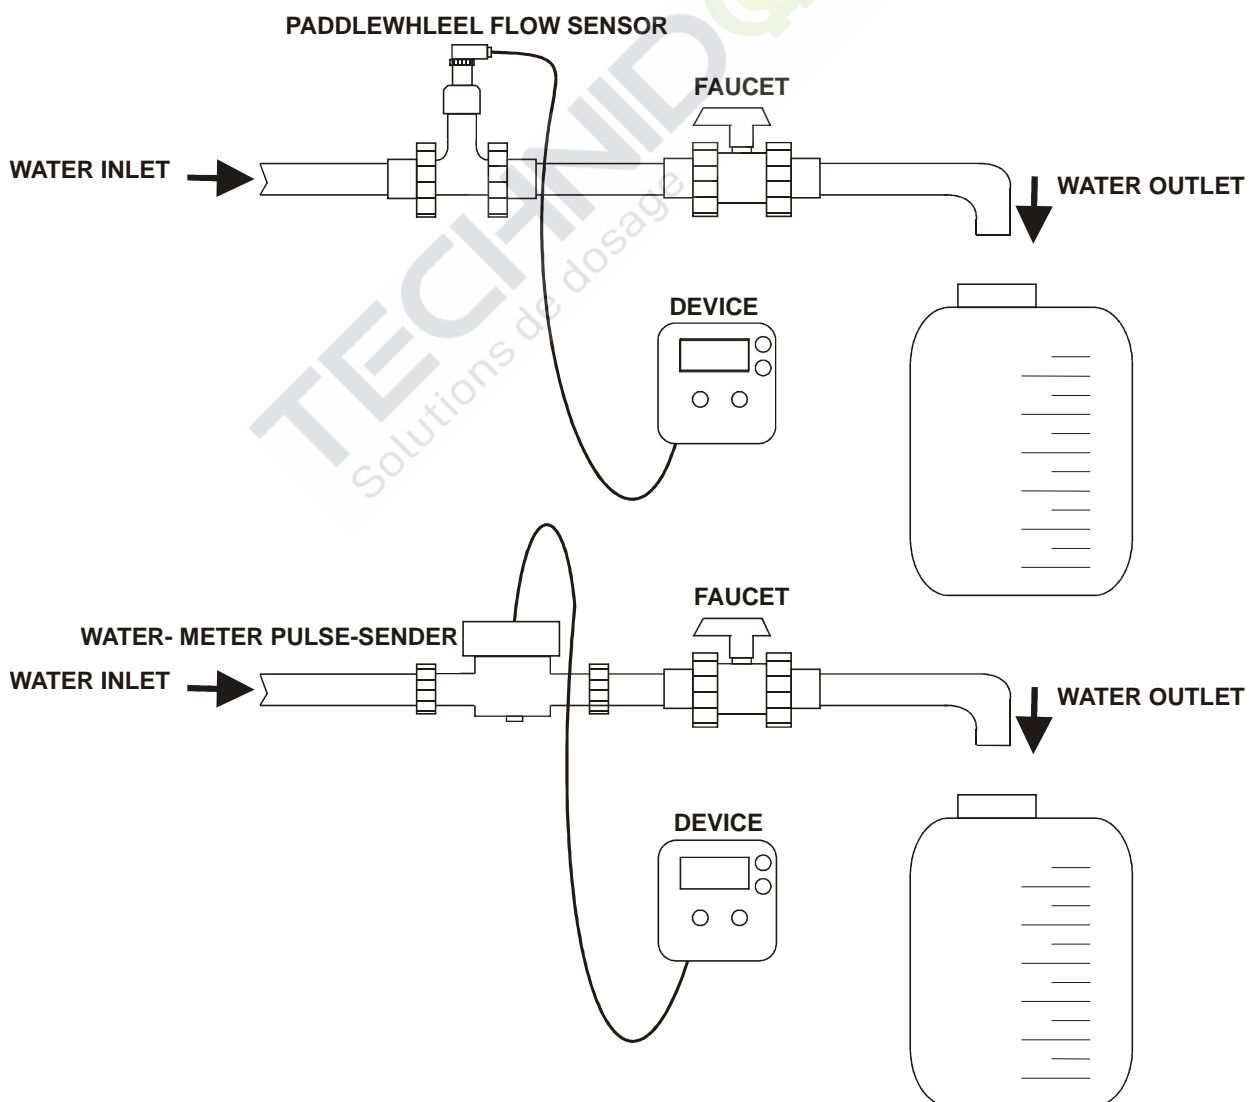 PADDLEWHLEEL FLOW SENSOR
FAUCET
WATER INLET
WATER OUTLET
DEVICE
TECHNIDO
Solutions de dosage
FAUCET
WATER- METER PULSE-SENDER
WATER INLET
WATER OUTLET
DEVICE